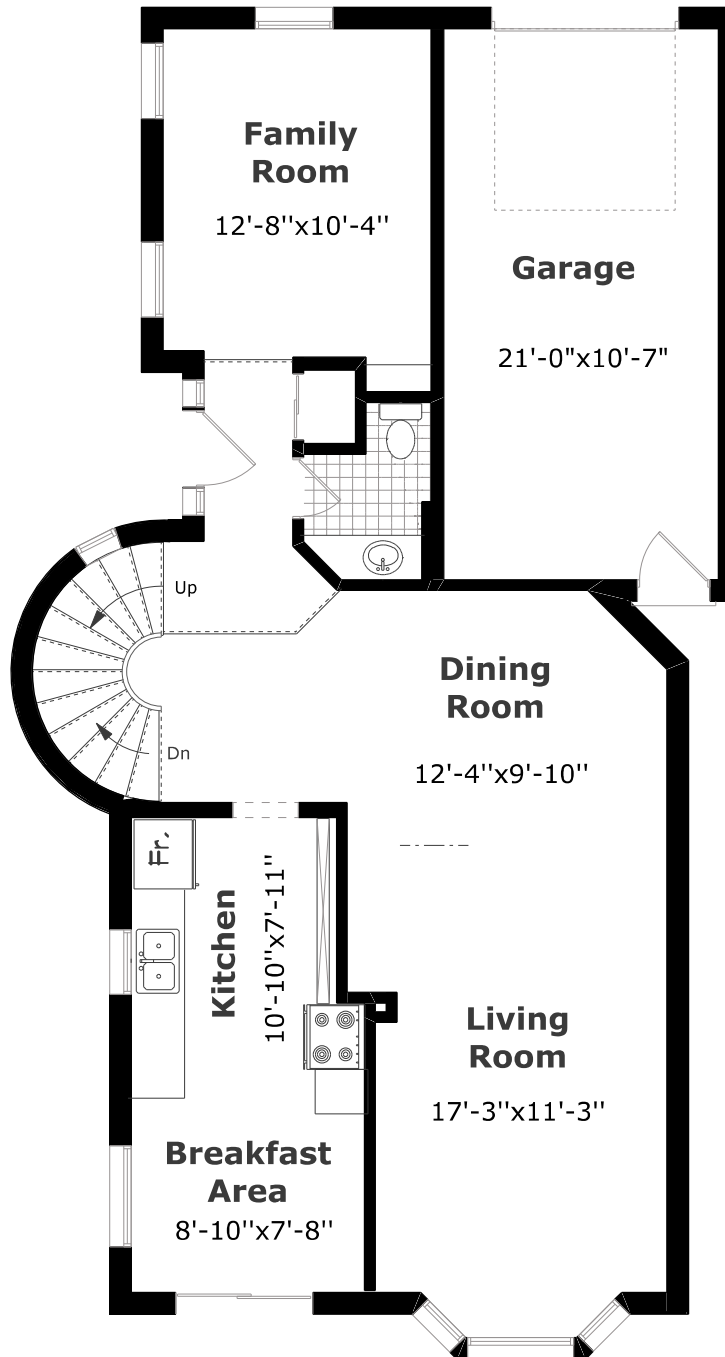 Family
Room
12'-8''x10'-4''
Garage
21'-0"x10'-7"
Up
Dining
Room
12'-4''x9'-10''
Dn
Fr.
Kitchen
10'-10''x7'-11''
Living
Room
17'-3''x11'-3''
Breakfast
Area
8'-10''x7'-8''